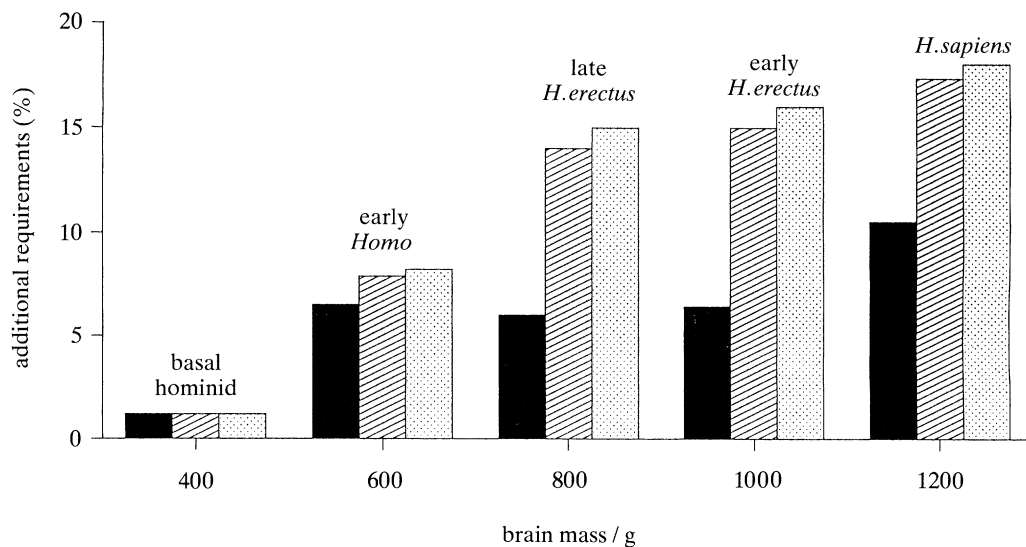 20
15
10
5
0
additional requirements (%)
basal
hominid
early
Homo
late
H.erectus
early
H.erectus
H.sapiens
400
600
800
1000
1200
brain mass / g